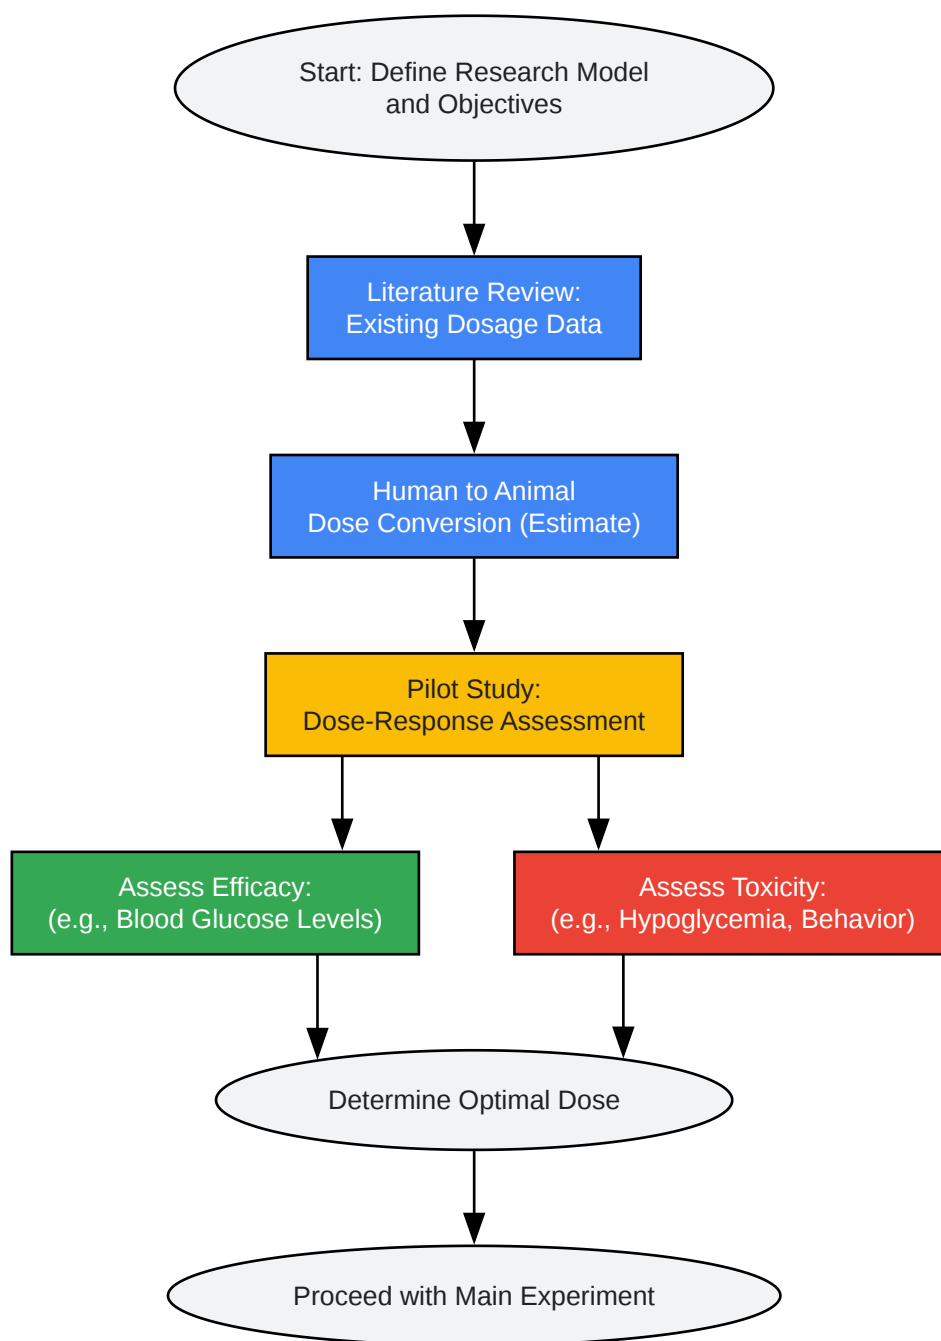 Start: Define Research Model
and Objectives
Literature Review:
Existing Dosage Data
Human to Animal
Dose Conversion (Estimate)
Pilot Study:
Dose-Response Assessment
Assess Efficacy:
(e.g., Blood Glucose Levels)
Assess Toxicity:
(e.g., Hypoglycemia, Behavior)
Determine Optimal Dose
Proceed with Main Experiment